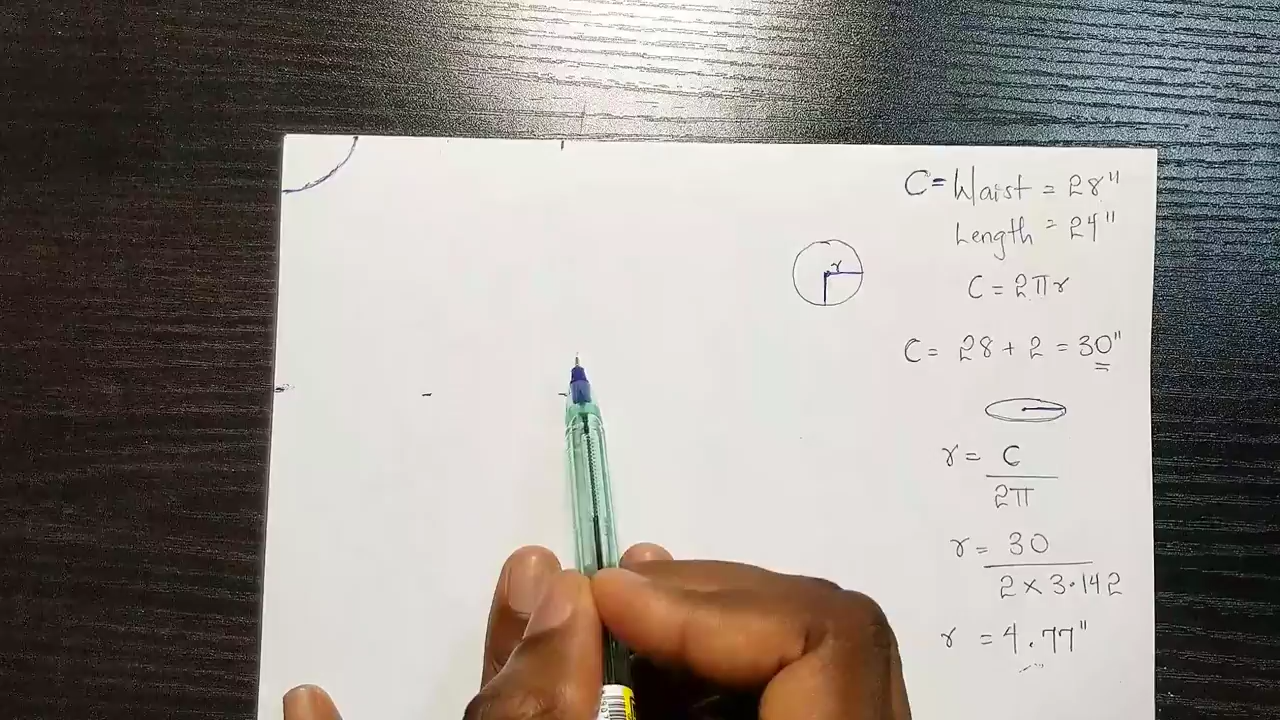 C = Waist = 28"
Length = 24"
r
C = 2πr
C = 28 + 2 = 30"
r = C
2π
r = 30
2 × 3.142
r = 4.77"